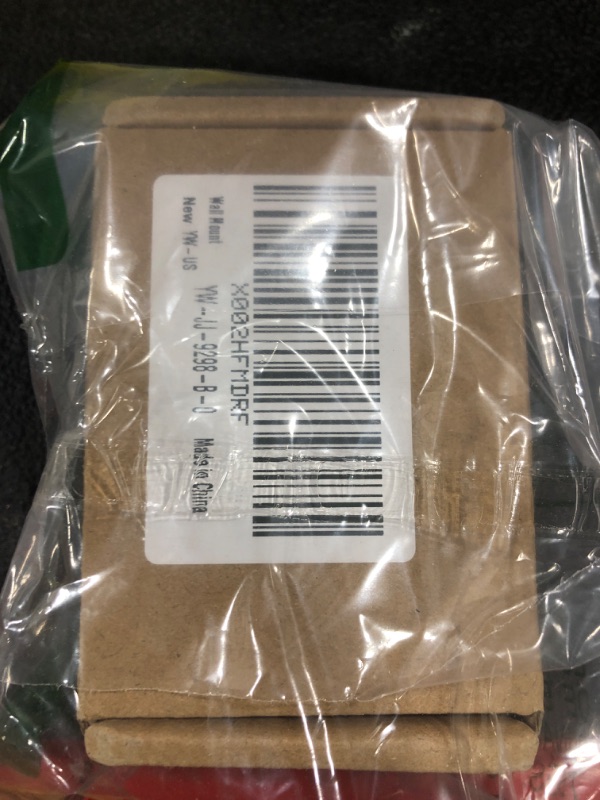 X002HFMDRF
Wall Mount
New YW-US YW-JJ-9298-B-0 Made in China